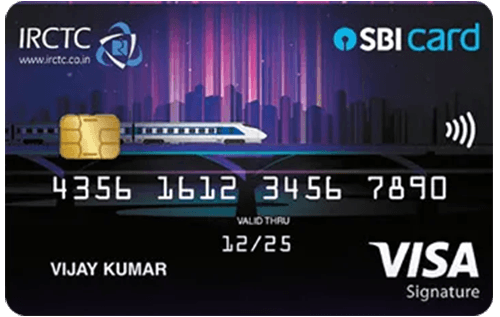 IRCTC
www.irctc.co.in
SBI card
4356 1612 3456 7890
VALID THRU
12/25
VIJAY KUMAR
VISA
Signature